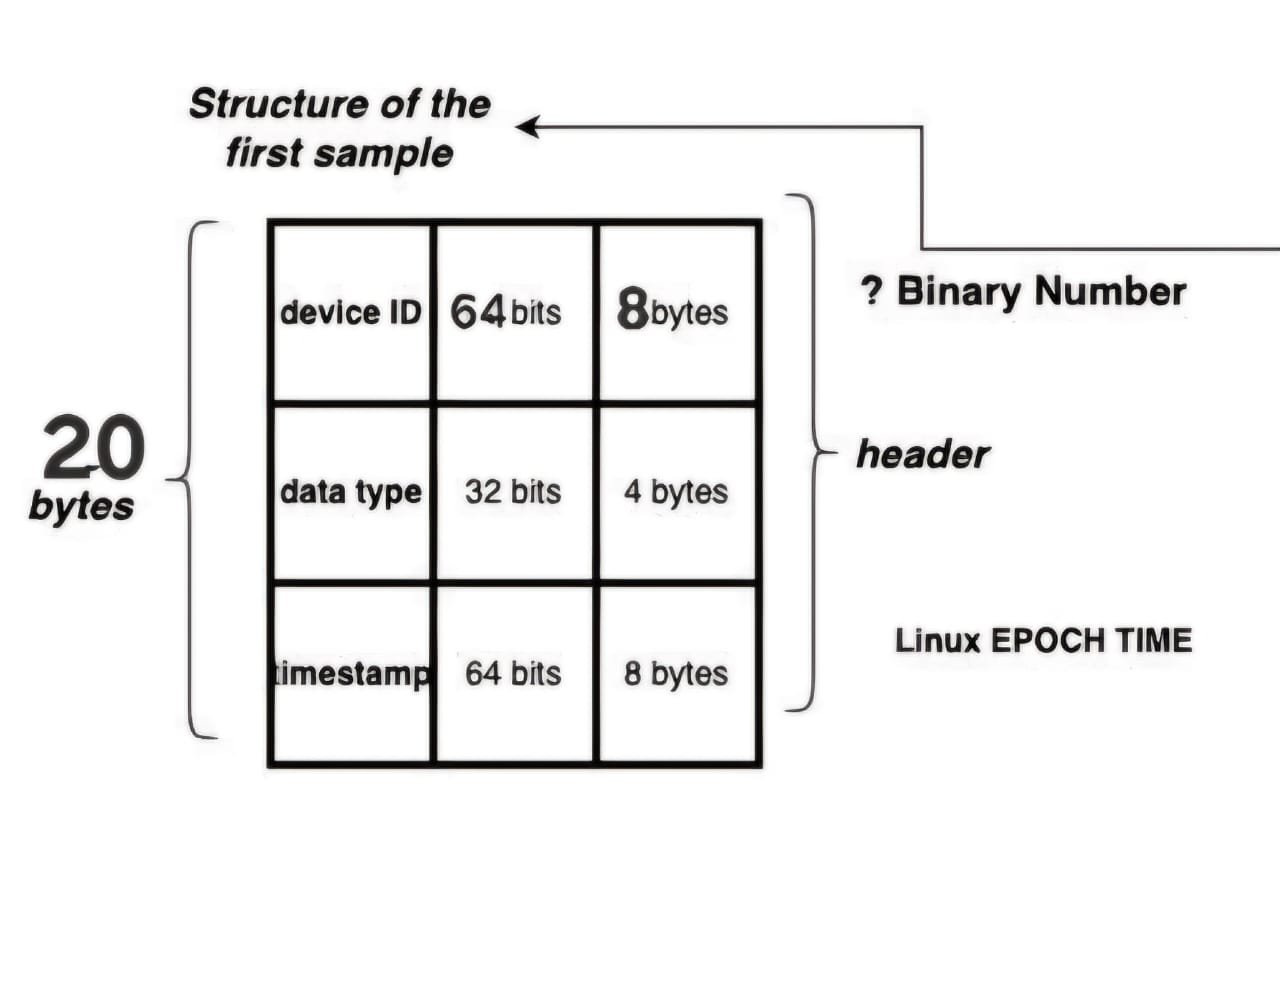 Structure of the
first sample
device ID 64 bits 8 bytes
? Binary Number
20
bytes
data type 32 bits 4 bytes
header
timestamp 64 bits 8 bytes
Linux EPOCH TIME